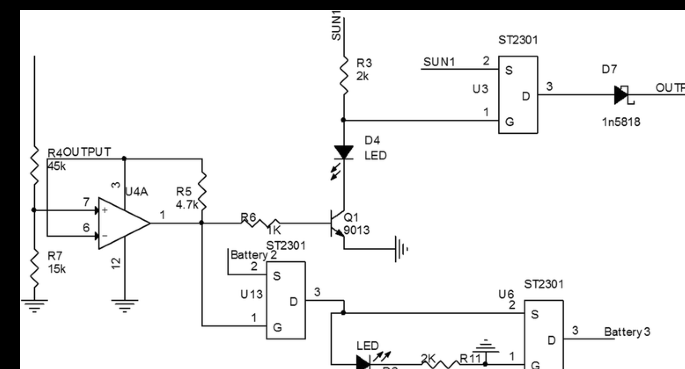 SUN1
ST2301
R3
2k
SUN1
2
S
U3
D
3
D7
OUTP
1
G
1n5818
D4
LED
R4
OUTPUT
45k
3
U4A
R5
4.7k
7
+
1
6
-
R6
1K
Q1
9013
R7
15k
12
ST2301
Battery2
2
S
U13
D
3
1
G
ST2301
U6
2
S
D
3
Battery3
LED
2K
R11
1
G